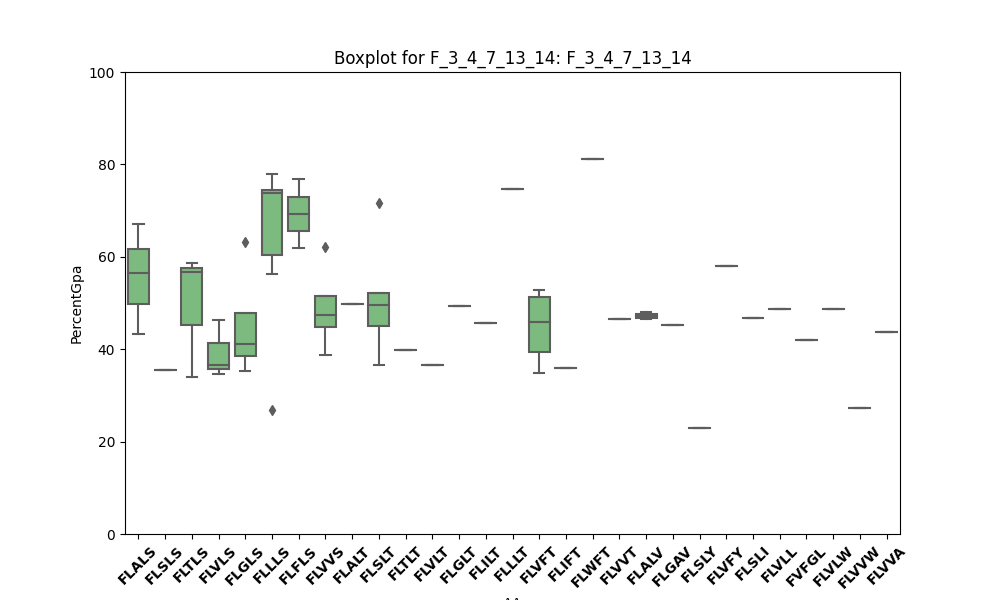 Boxplot for F_3_4_7_13_14: F_3_4_7_13_14
100
80
60
40
20
0
PercentGpa
FLALS
FLSLS
FLTLS
FLVLS
FLGLS
FLLLS
FLFLS
FLVVS
FLALT
FLSLT
FLTLT
FLVLT
FLGLT
FLILT
FLLLT
FLVFT
FLIFT
FLWFT
FLVVT
FLALV
FLGAV
FLSLY
FLVFY
FLSLI
FLVLL
FVFGL
FLVLW
FLVVW
FLVVA